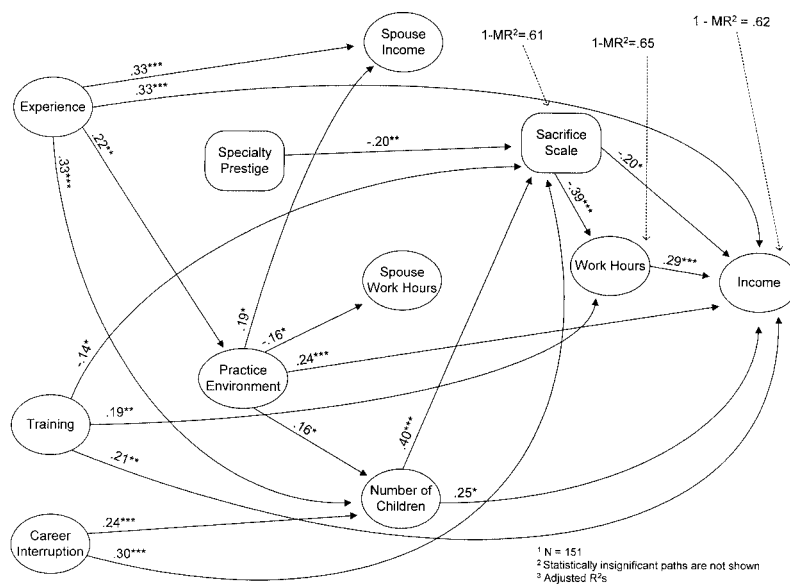 Spouse
Income
1-MR²=.61
1-MR²=.65
1 - MR² = .62
.33***
.33***
Experience
.22**
.33***
Specialty
Prestige
-.20**
Sacrifice
Scale
-.20*
-.39***
Work Hours
.29***
Income
Spouse
Work Hours
.19*
-.16*
-.14*
.24***
Practice
Environment
Training
.19**
.16*
.40***
.21**
Number of
Children
.25*
.24***
Career
Interruption
.30***
¹ N = 151
² Statistically insignificant paths are not shown
³ Adjusted R²s